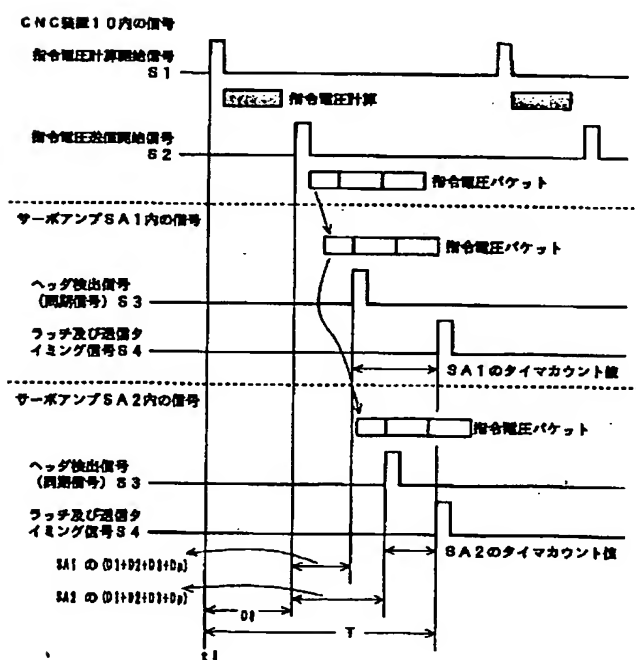 CNC装置10内の信号
指令電圧計算開始信号
S1
指令電圧計算
指令電圧送信開始信号
S2
指令電圧パケット
サーボアンプSA1内の信号
指令電圧パケット
ヘッダ検出信号
(同期信号)S3
ラッチ及び送信タ
イミング信号S4
SA1のタイマカウント値
サーボアンプSA2内の信号
指令電圧パケット
ヘッダ検出信号
(同期信号)S3
ラッチ及び送信タ
イミング信号S4
SA2のタイマカウント値
SA1 の (D1+D2+D3+Dp)
SA2 の (D1+D2+D3+Dp)
T
t1